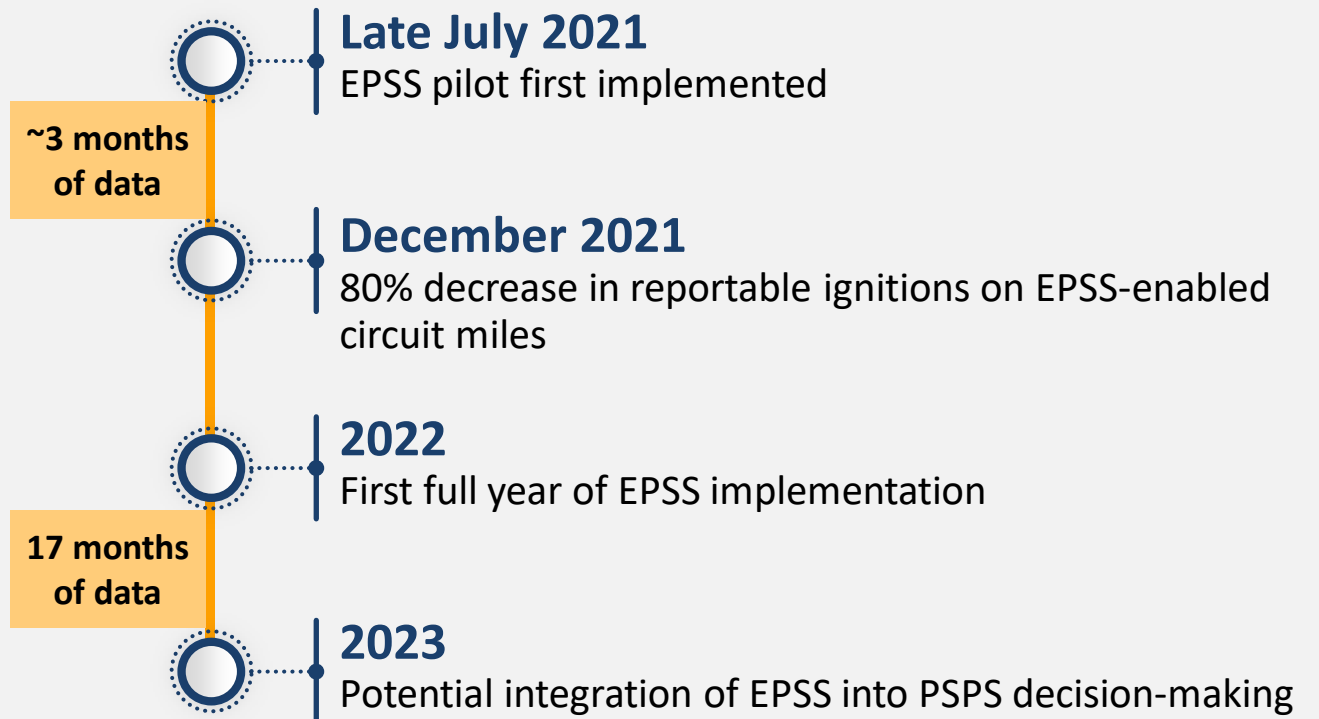 Late July 2021
EPSS pilot first implemented
~3 months
of data
December 2021
80% decrease in reportable ignitions on EPSS-enabled
circuit miles
2022
First full year of EPSS implementation
17 months
of data
2023
Potential integration of EPSS into PSPS decision-making